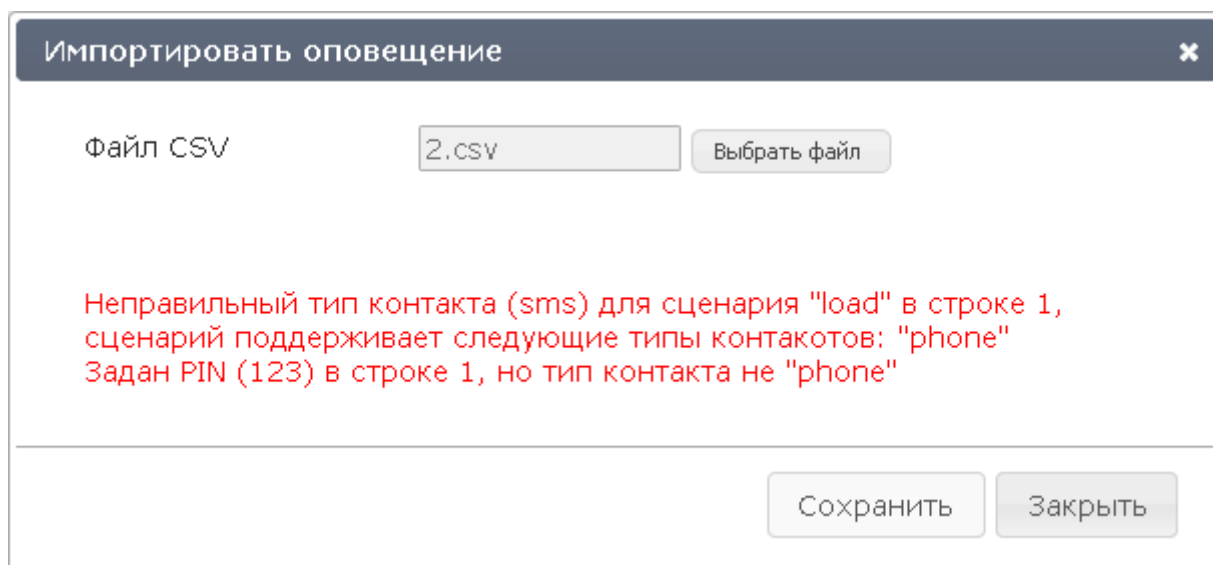 Импортировать оповещение
Файл CSV 2.csv Выбрать файл
Неправильный тип контакта (sms) для сценария "load" в строке 1,
сценарий поддерживает следующие типы контакотов: "phone"
Задан PIN (123) в строке 1, но тип контакта не "phone"
Сохранить Закрыть